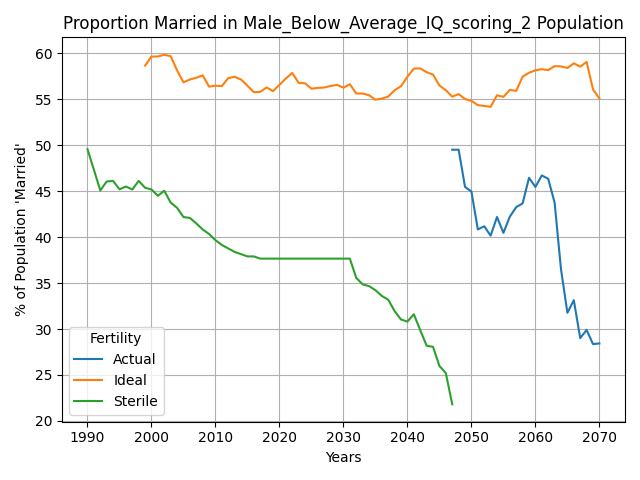 Proportion Married in Male_Below_Average_IQ_scoring_2 Population
% of Population 'Married'
60
55
50
45
40
35
30
25
20
Fertility
Actual
Ideal
Sterile
1990 2000 2010 2020 2030 2040 2050 2060 2070
Years